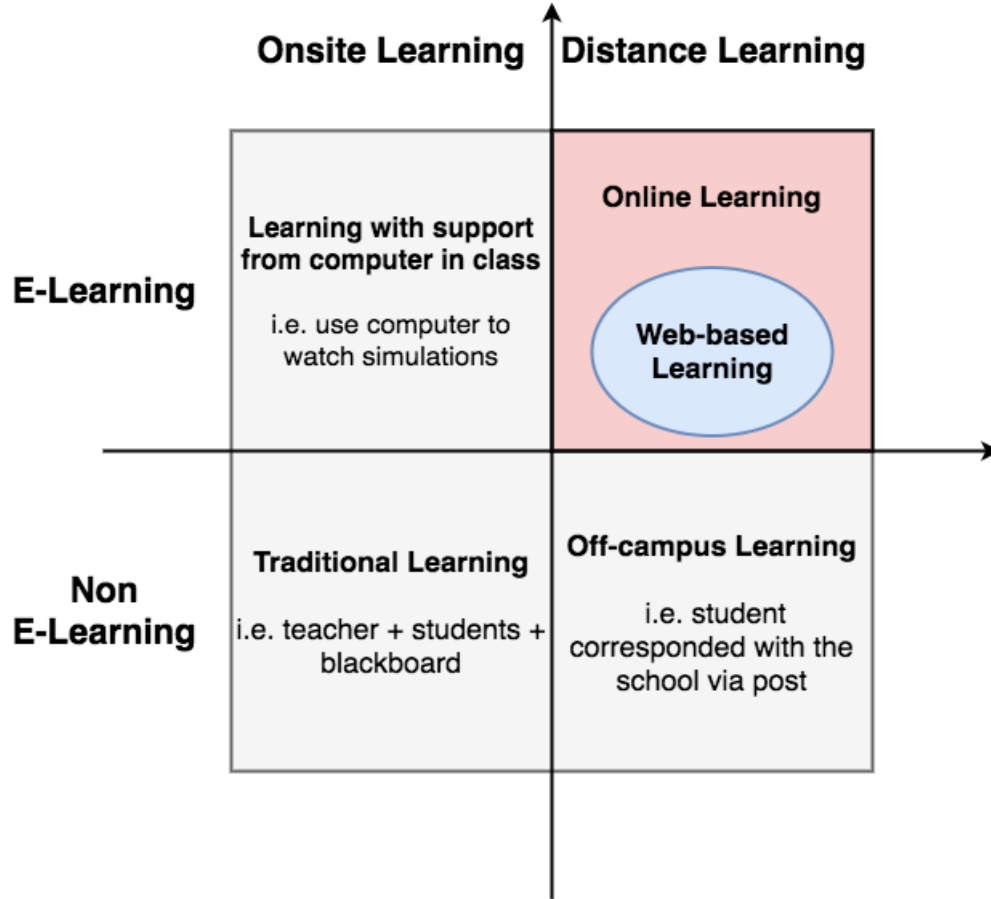 Onsite Learning
Distance Learning
E-Learning
Learning with support
from computer in class
i.e. use computer to
watch simulations
Online Learning
Web-based
Learning
Non
E-Learning
Traditional Learning
i.e. teacher + students +
blackboard
Off-campus Learning
i.e. student
corresponded with the
school via post